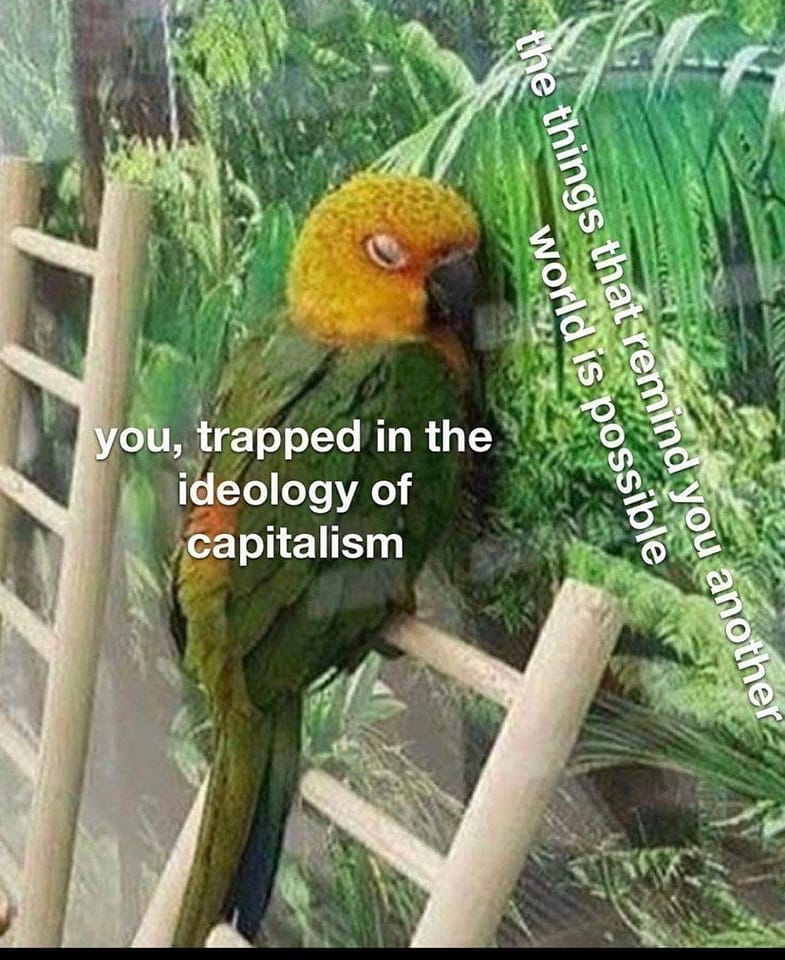 you, trapped in the
ideology of
capitalism
the things that remind you another
world is possible